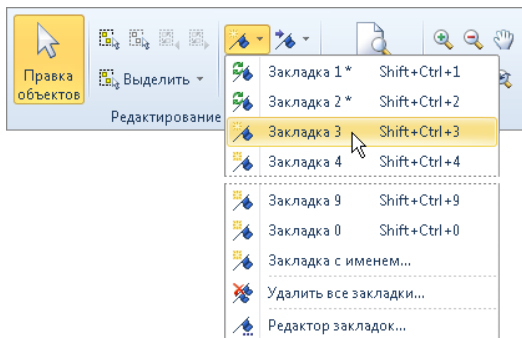 Правка
объектов
Выделить
Редактирование
Закладка 1 * Shift+Ctrl+1
Закладка 2 * Shift+Ctrl+2
Закладка 3 Shift+Ctrl+3
Закладка 4 Shift+Ctrl+4
Закладка 9 Shift+Ctrl+9
Закладка 0 Shift+Ctrl+0
Закладка с именем...
Удалить все закладки...
Редактор закладок...